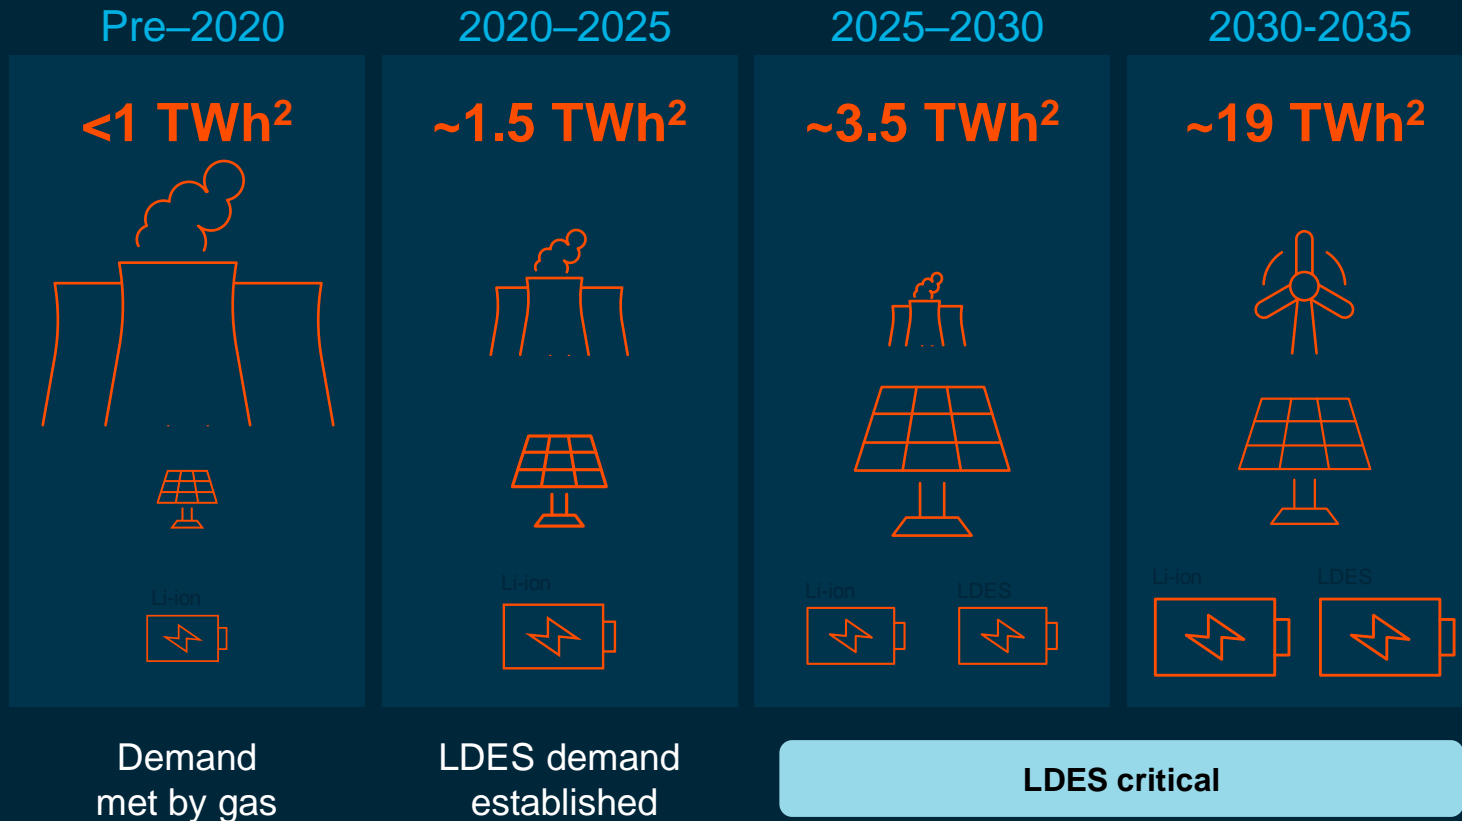 Pre–2020
2020–2025
2025–2030
2030-2035
<1 TWh²
~1.5 TWh²
~3.5 TWh²
~19 TWh²
Li-ion
Li-ion
Li-ion
LDES
Li-ion
LDES
Demand
met by gas
LDES demand
established
LDES critical